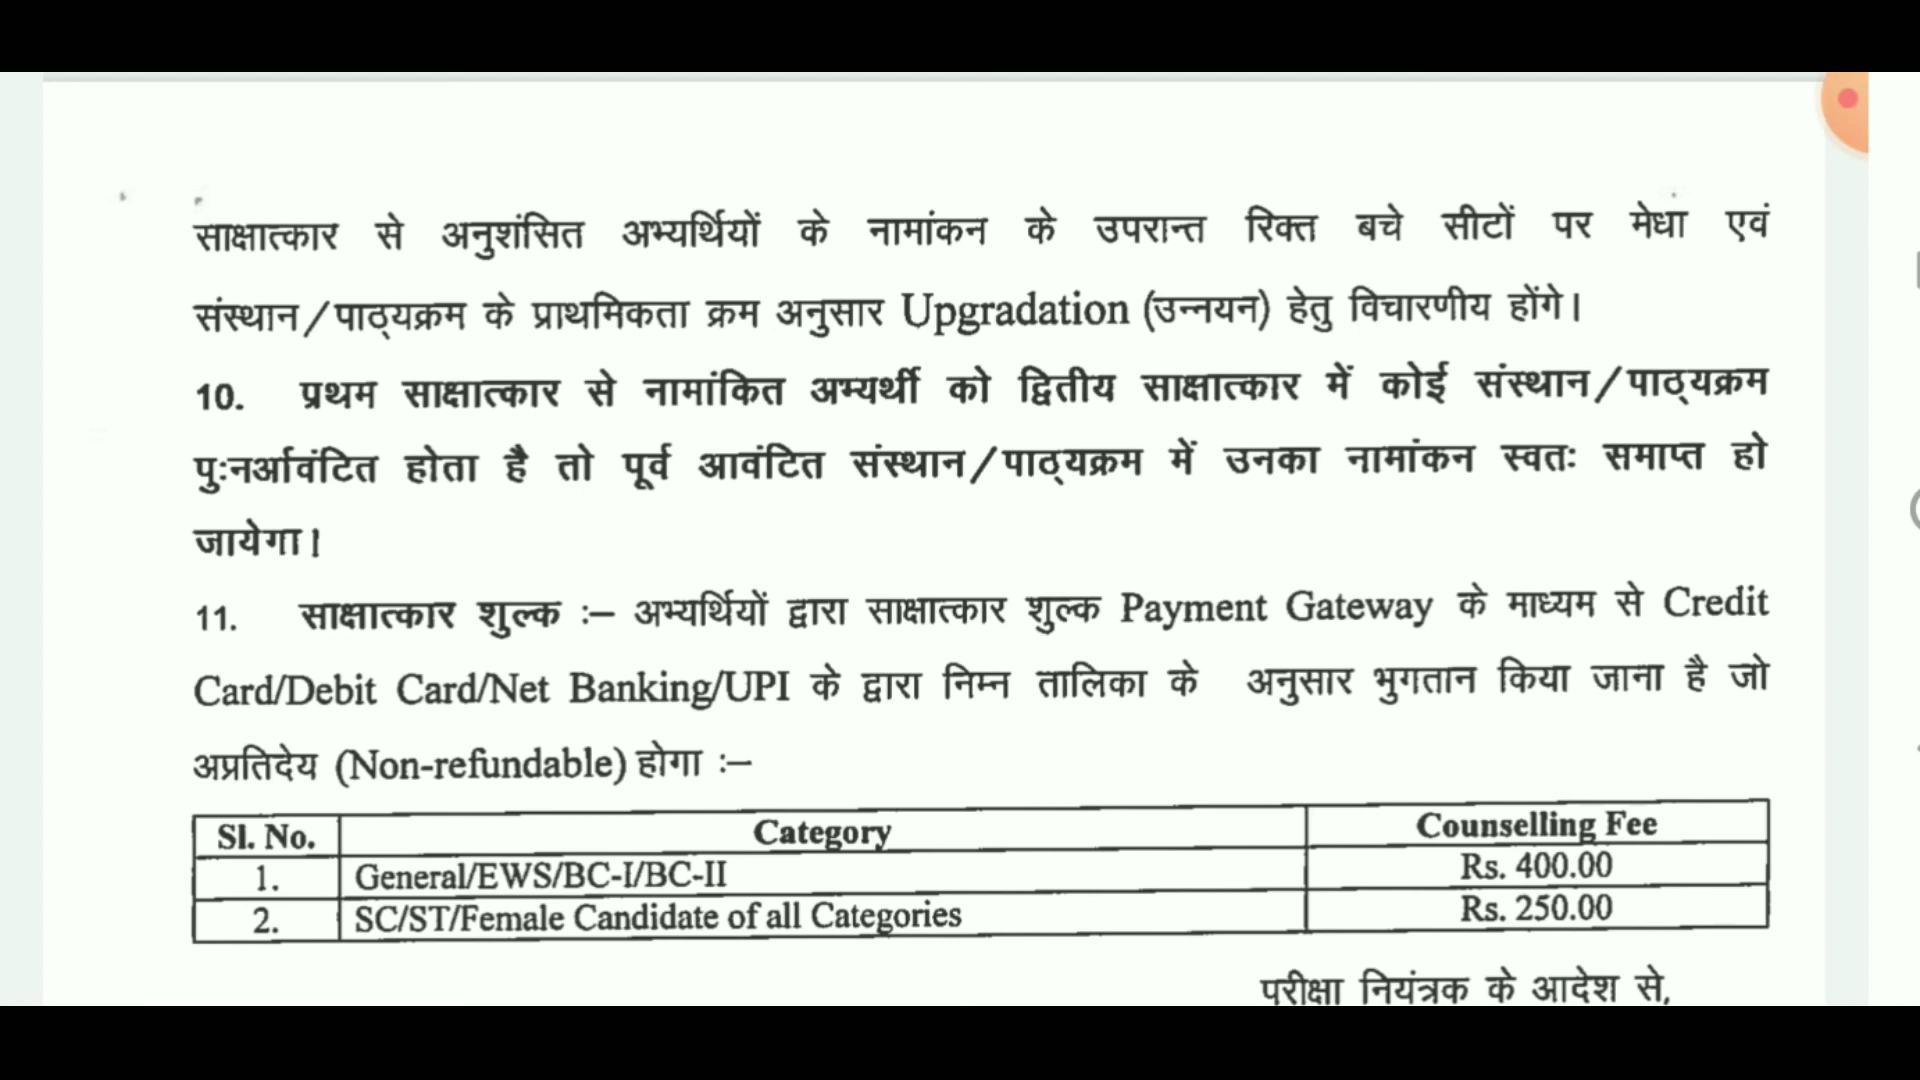 साक्षात्कार से अनुशंसित अभ्यर्थियों के नामांकन के उपरान्त रिक्त बचे सीटों पर मेधा एवं
संस्थान/पाठ्यक्रम के प्राथमिकता क्रम अनुसार Upgradation (उन्नयन) हेतु विचारणीय होंगे।
10. प्रथम साक्षात्कार से नामांकित अभ्यर्थी को द्वितीय साक्षात्कार में कोई संस्थान/पाठ्यक्रम
पुःनर्आवंटित होता है तो पूर्व आवंटित संस्थान/पाठ्यक्रम में उनका नामांकन स्वतः समाप्त हो
जायेगा।
11. साक्षात्कार शुल्क :– अभ्यर्थियों द्वारा साक्षात्कार शुल्क Payment Gateway के माध्यम से Credit
Card/Debit Card/Net Banking/UPI के द्वारा निम्न तालिका के अनुसार भुगतान किया जाना है जो
अप्रतिदेय (Non-refundable) होगा :–
Sl. No. Category Counselling Fee
1. General/EWS/BC-I/BC-II Rs. 400.00
2. SC/ST/Female Candidate of all Categories Rs. 250.00
परीक्षा नियंत्रक के आदेश से,